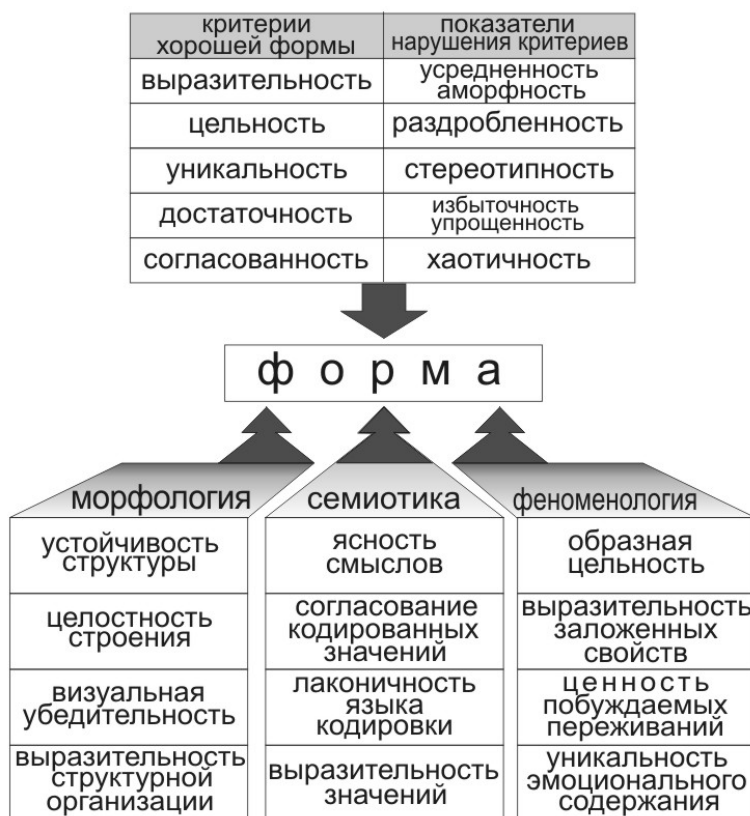 критерии
хорошей формы
показатели
нарушения критериев
выразительность
усредненность
аморфность
цельность
раздробленность
уникальность
стереотипность
достаточность
избыточность
упрощенность
согласованность
хаотичность
форма
морфология
семиотика
феноменология
устойчивость
структуры
ясность
смыслов
образная
цельность
целостность
строения
согласование
кодированных
значений
выразительность
заложенных
свойств
визуальная
убедительность
лаконичность
языка
кодировки
ценность
побуждаемых
переживаний
выразительность
структурной
организации
выразительность
значений
уникальность
эмоционального
содержания